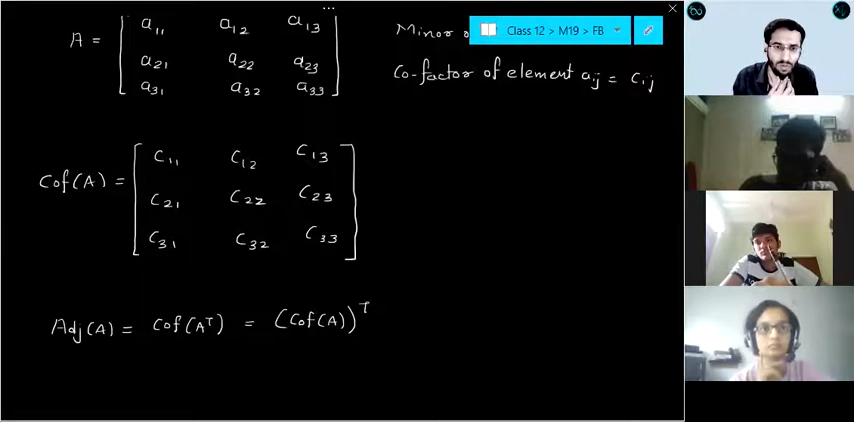 ...
A = [ a11 a12 a13
a21 a22 a23
a31 a32 a33 ]
Minor o
Class 12 > M19 > FB
Co-factor of element aij = cij
Cof(A) = [ C11 C12 C13
C21 C22 C23
C31 C32 C33 ]
Adj(A) = Cof(A^T) = (Cof(A))^T